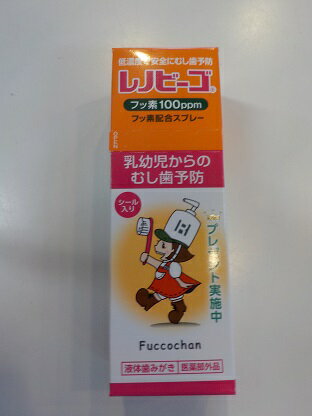 低濃度で安全にむし歯予防
レノビーゴ®
フッ素100ppm
フッ素配合スプレー
OPEN
乳幼児からの
むし歯予防
シール
入り
プレゼント実施中
Fuccochan
液体歯みがき 医薬部外品